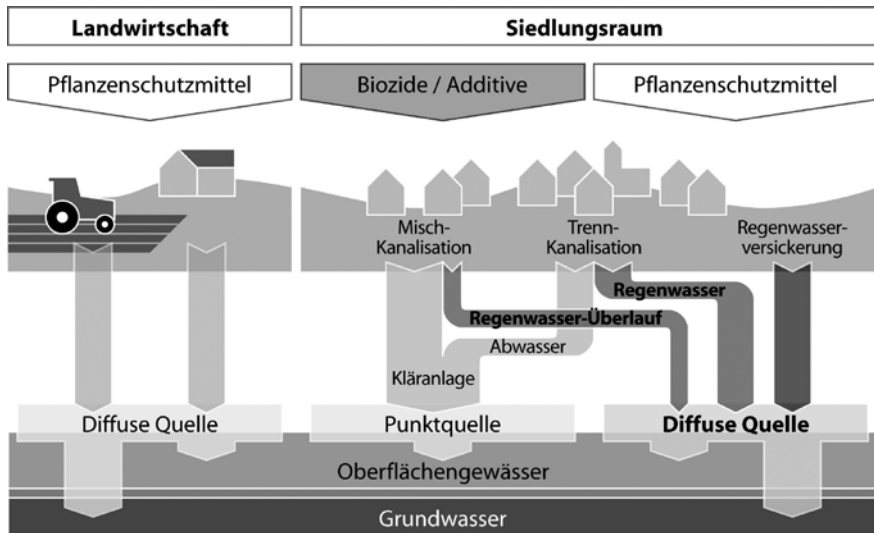 Landwirtschaft
Siedlungsraum
Pflanzenschutzmittel
Biozide / Additive
Pflanzenschutzmittel
Misch-
Kanalisation
Trenn-
Kanalisation
Regenwasser-
versickerung
Regenwasser
Regenwasser-Überlauf
Abwasser
Kläranlage
Diffuse Quelle
Punktquelle
Diffuse Quelle
Oberflächengewässer
Grundwasser